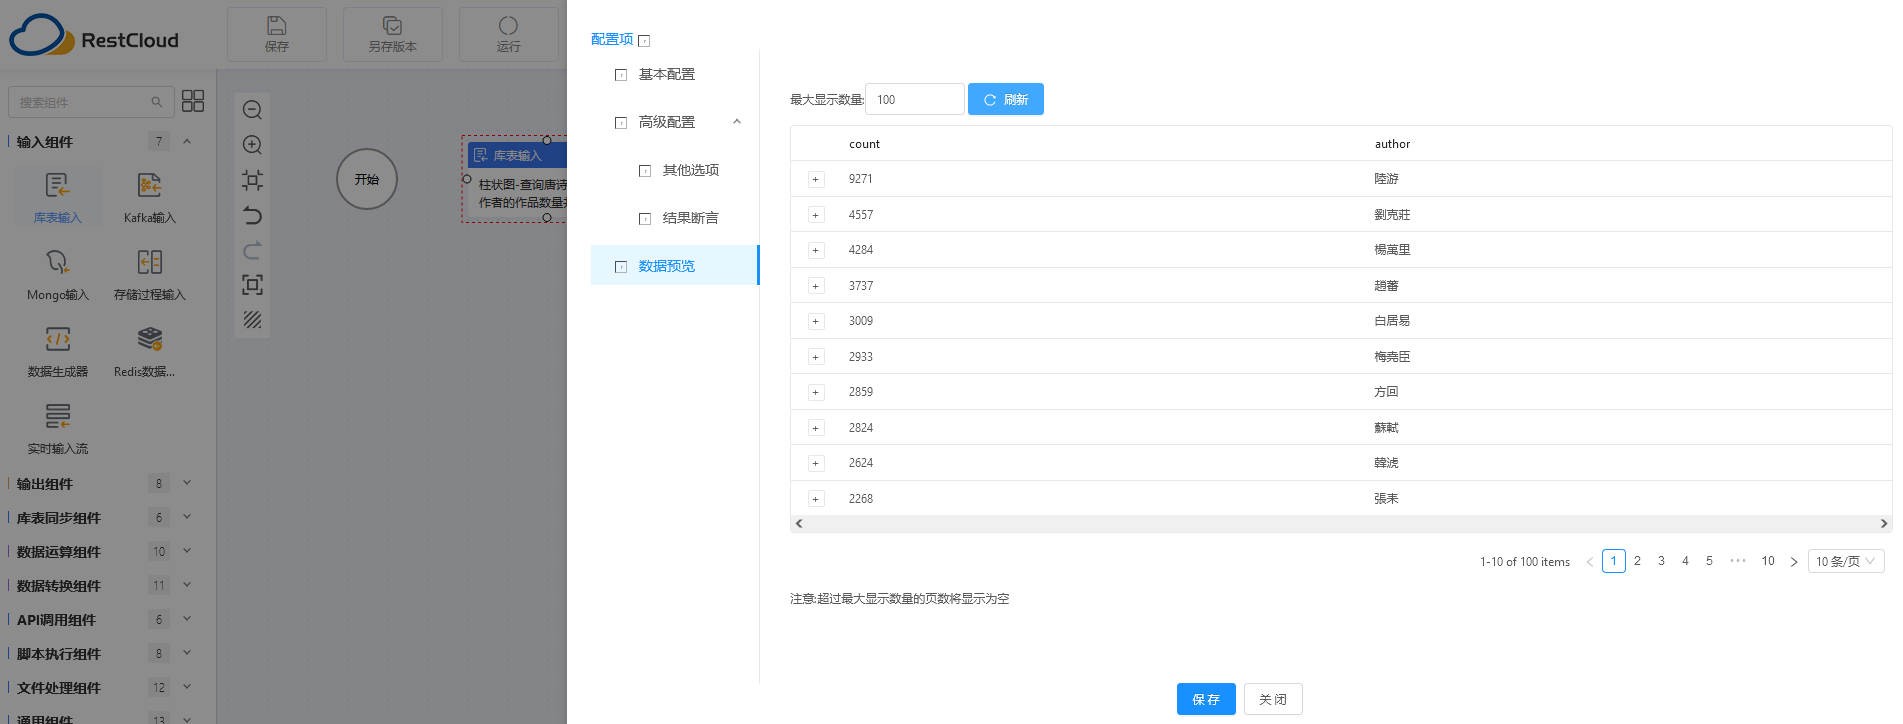 RestCloud
保存
另存版本
运行
搜索组件
输入组件 7
库表输入
Kafka输入
Mongo输入
存储过程输入
数据生成器
Redis数据...
实时输入流
输出组件 8
库表同步组件 6
数据运算组件 10
数据转换组件 11
API调用组件 6
脚本执行组件 8
文件处理组件 12
通用组件 13
开始
库表输入
柱状图-查询唐诗
作者的作品数量并
配置项
基本配置
高级配置
其他选项
结果断言
数据预览
最大显示数量: 100 刷新
count author
+ 9271 陸游
+ 4557 劉克莊
+ 4284 楊萬里
+ 3737 趙蕃
+ 3009 白居易
+ 2933 梅堯臣
+ 2859 方回
+ 2824 蘇軾
+ 2624 韓淲
+ 2268 張耒
1-10 of 100 items < 1 2 3 4 5 ••• 10 > 10 条/页
注意:超过最大显示数量的页数将显示为空
保 存 关 闭